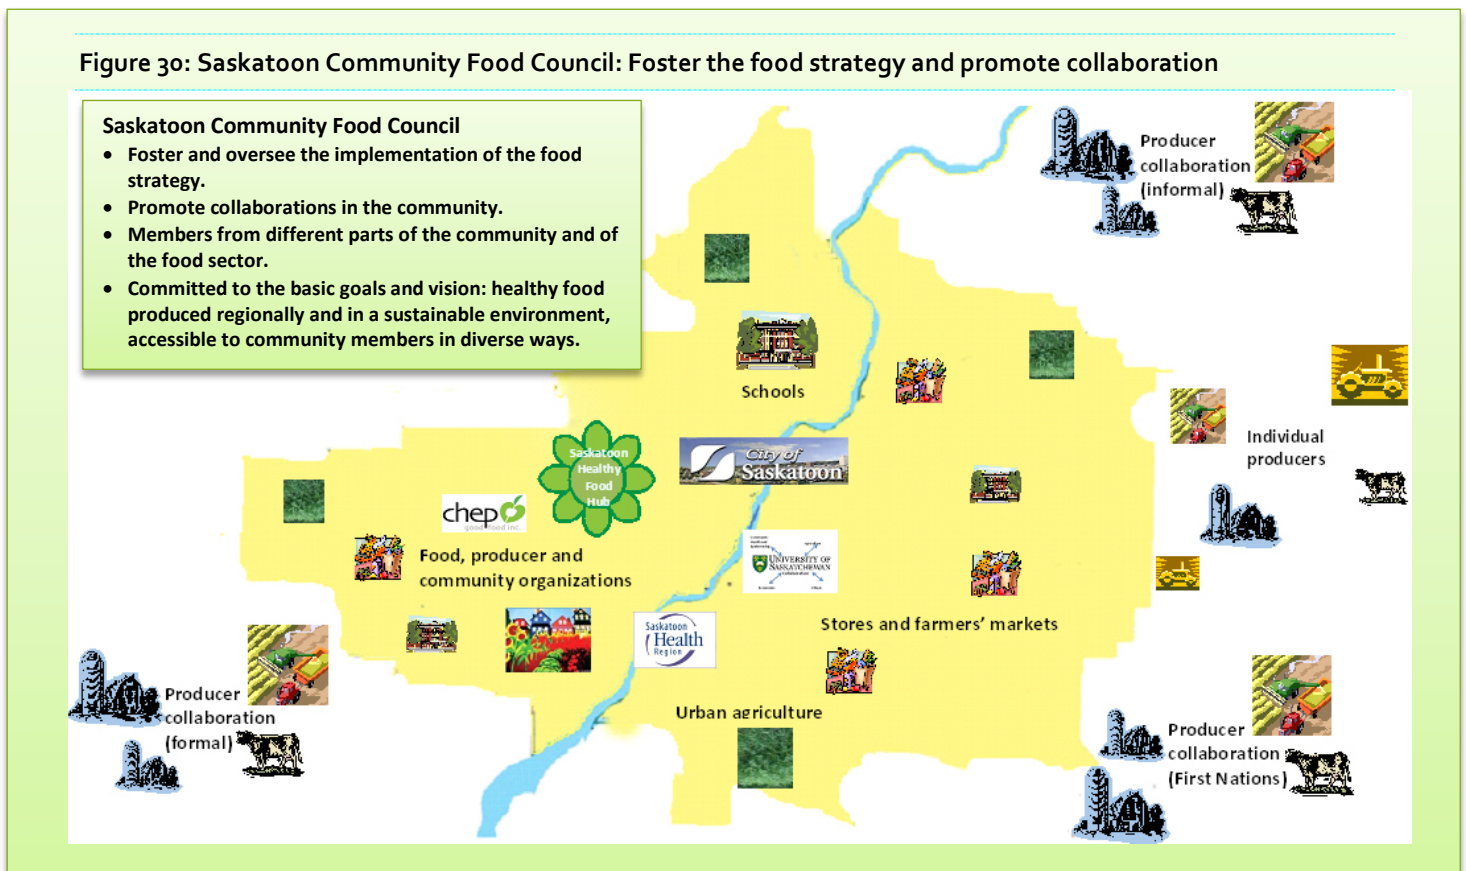 Figure 30: Saskatoon Community Food Council: Foster the food strategy and promote collaboration
Saskatoon Community Food Council
• Foster and oversee the implementation of the food
strategy.
• Promote collaborations in the community.
• Members from different parts of the community and of
the food sector.
• Committed to the basic goals and vision: healthy food
produced regionally and in a sustainable environment,
accessible to community members in diverse ways.
Producer
collaboration
(informal)
Schools
Individual
producers
Saskatoon
Healthy
Food
Hub
City of
Saskatoon
chep
good food inc.
Food, producer and
community organizations
UNIVERSITY OF
SASKATCHEWAN
Saskatoon
Health
Region
Stores and farmers’ markets
Urban agriculture
Producer
collaboration
(formal)
Producer
collaboration
(First Nations)